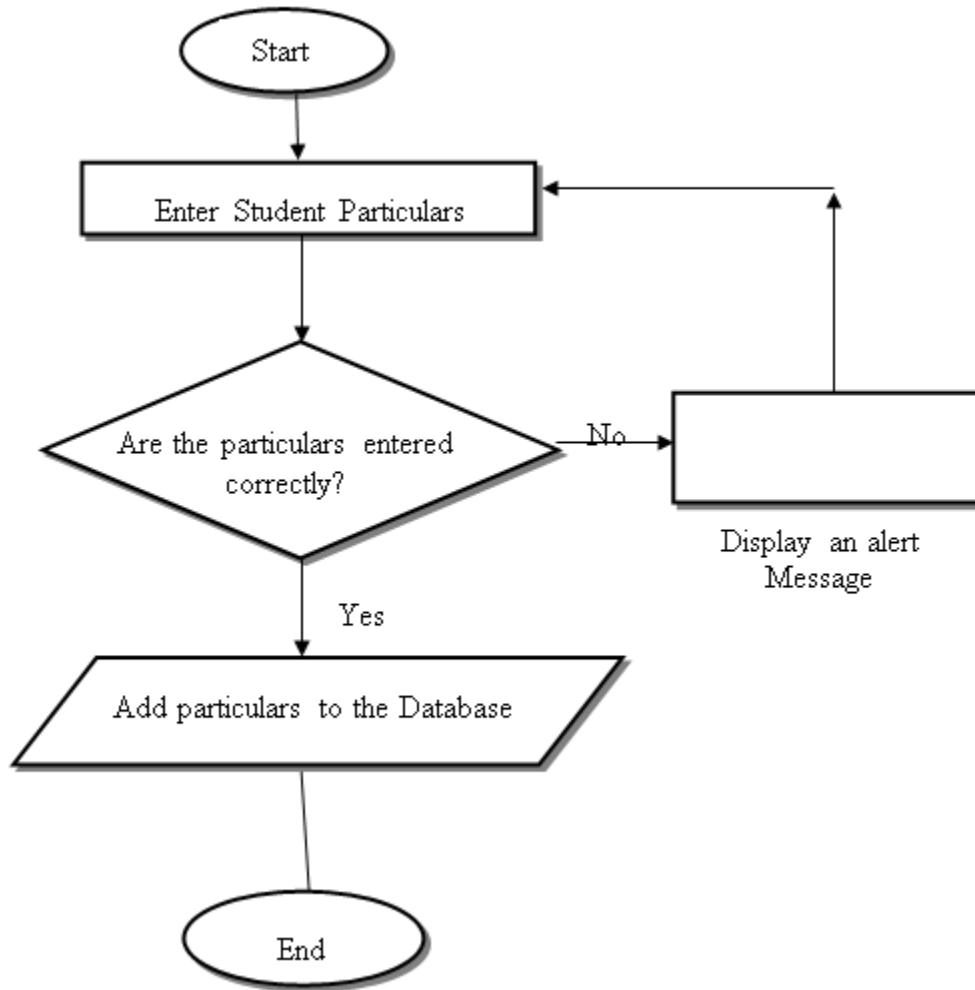 Start
Enter Student Particulars
Are the particulars entered
correctly?
No
Display an alert
Message
Yes
Add particulars to the Database
End